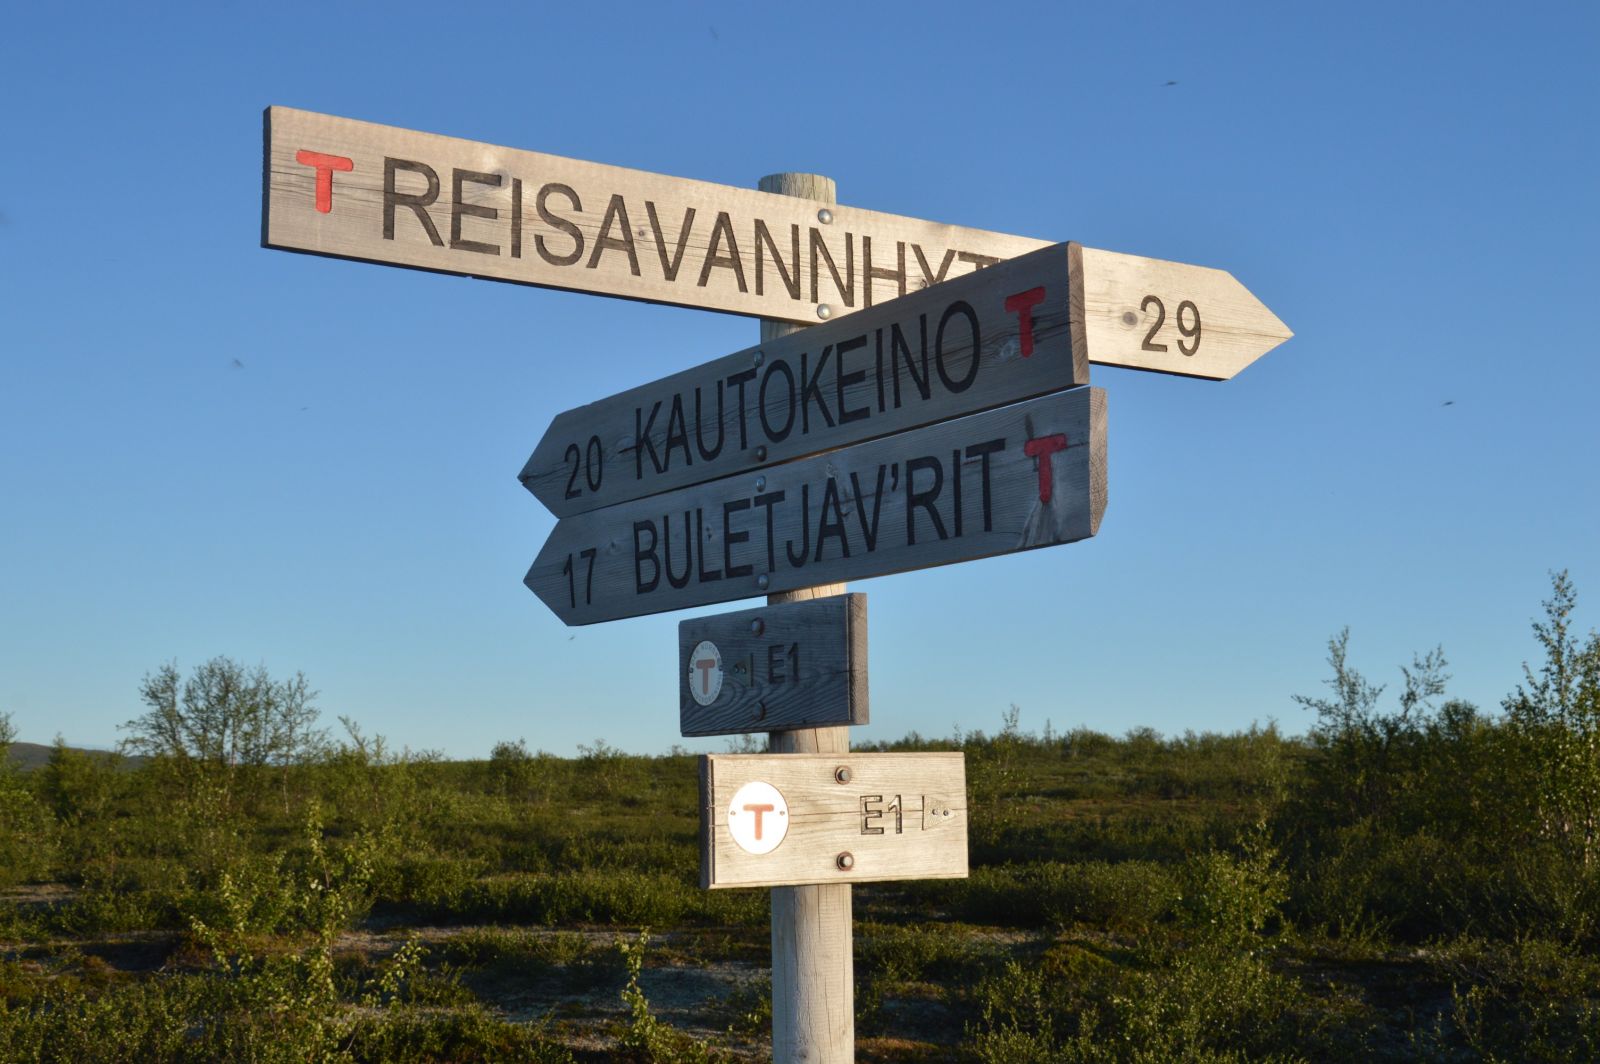 T REISAVANNHYT 29
20 KAUTOKEINO T
17 BULETJAV'RIT T
T E1
T E1